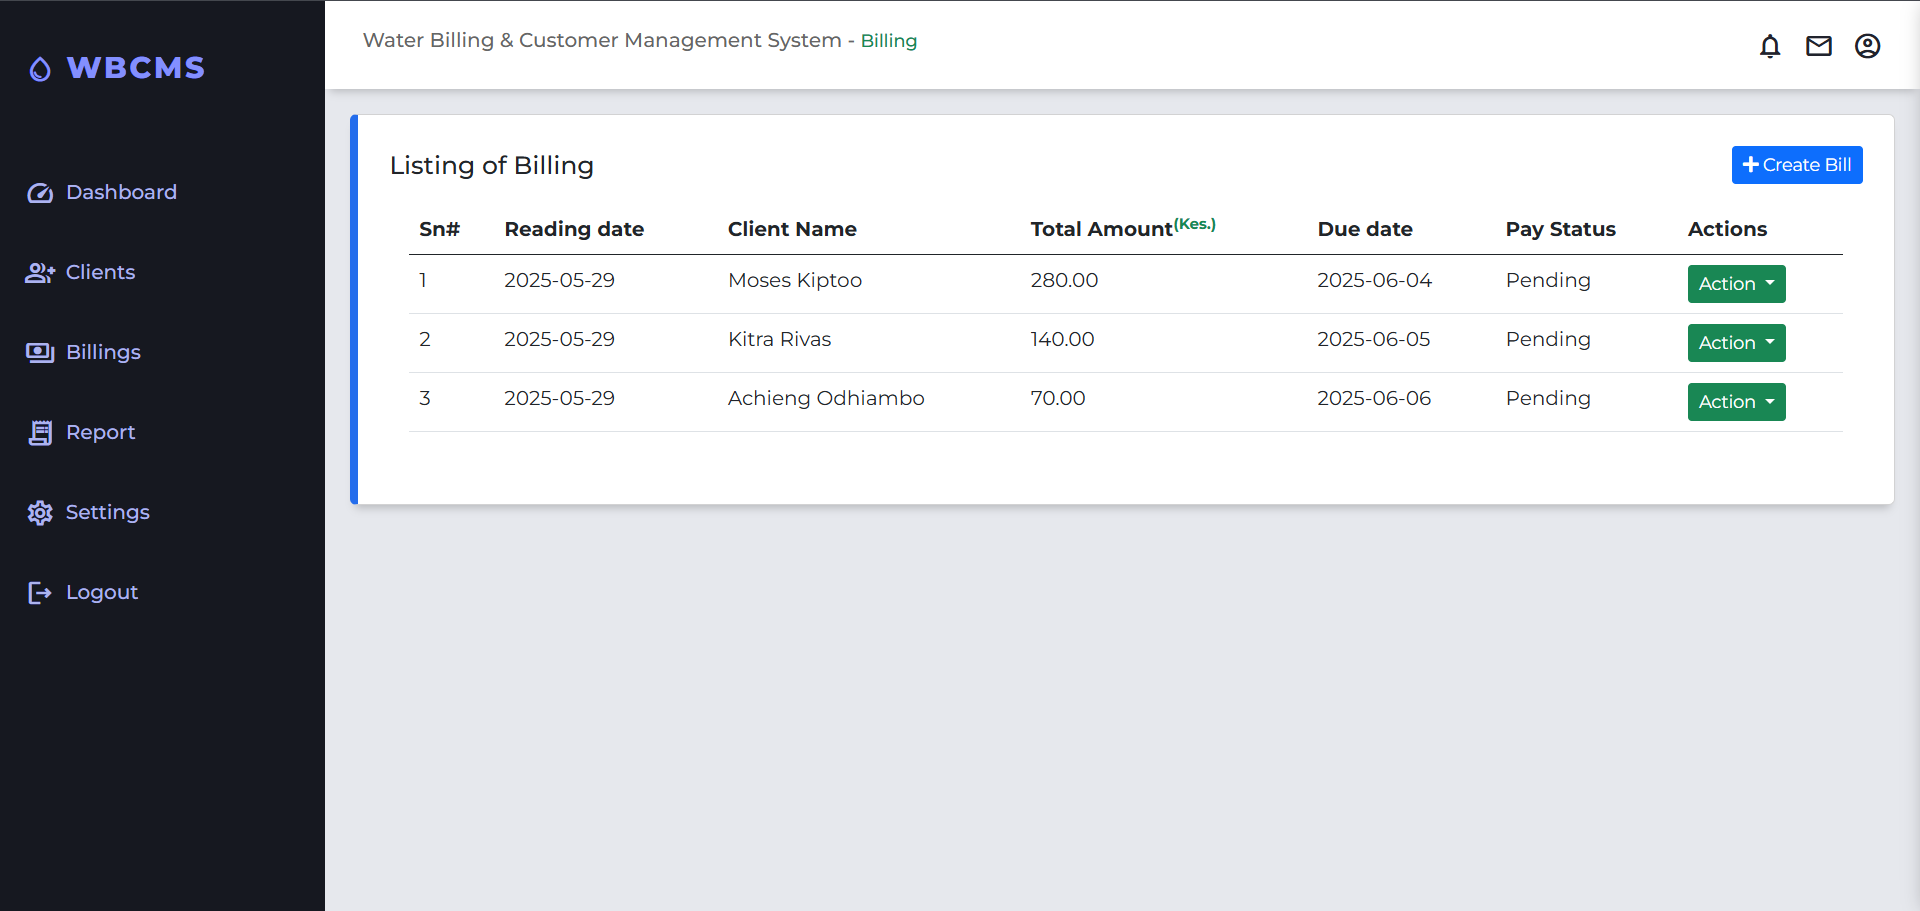 WBCMS
Dashboard
Clients
Billings
Report
Settings
Logout
Water Billing & Customer Management System - Billing
Listing of Billing
Create Bill
Sn# Reading date Client Name Total Amount(Kes.) Due date Pay Status Actions
1 2025-05-29 Moses Kiptoo 280.00 2025-06-04 Pending Action
2 2025-05-29 Kitra Rivas 140.00 2025-06-05 Pending Action
3 2025-05-29 Achieng Odhiambo 70.00 2025-06-06 Pending Action